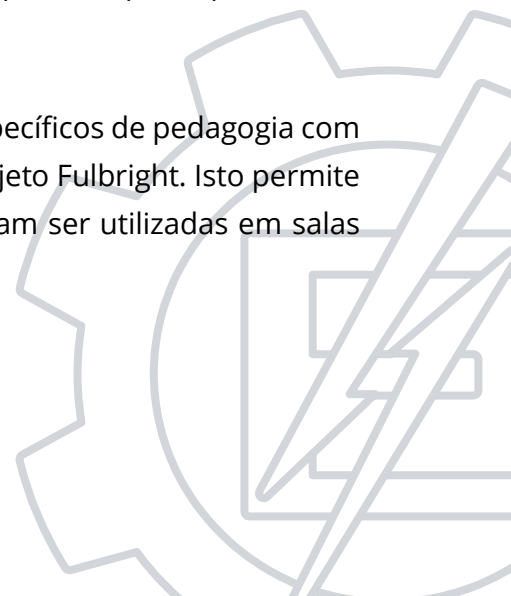 pecíficos de pedagogia com
jeto Fulbright. Isto permite
am ser utilizadas em salas